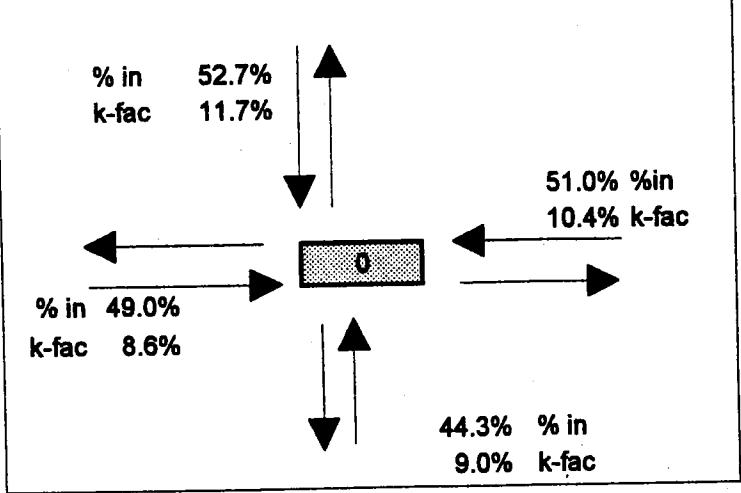 % in 52.7%
k-fac 11.7%
51.0% %in
10.4% k-fac
0
% in 49.0%
k-fac 8.6%
44.3% % in
9.0% k-fac